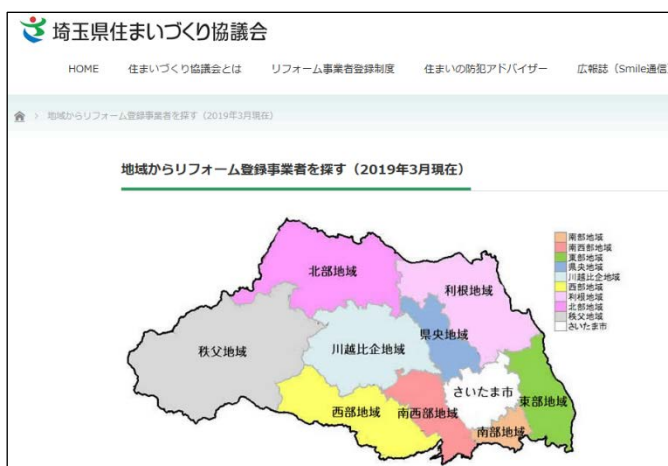 埼玉県住まいづくり協議会
HOME 住まいづくり協議会とは リフォーム事業者登録制度 住まいの防犯アドバイザー 広報誌（Smile通信
地域からリフォーム登録事業者を探す（2019年3月現在）
地域からリフォーム登録事業者を探す（2019年3月現在）
南部地域
南西部地域
東部地域
県央地域
川越比企地域
西部地域
利根地域
北部地域
秩父地域
さいたま市
北部地域
利根地域
県央地域
秩父地域
川越比企地域
さいたま市
東部地域
西部地域
南西部地域
南部地域